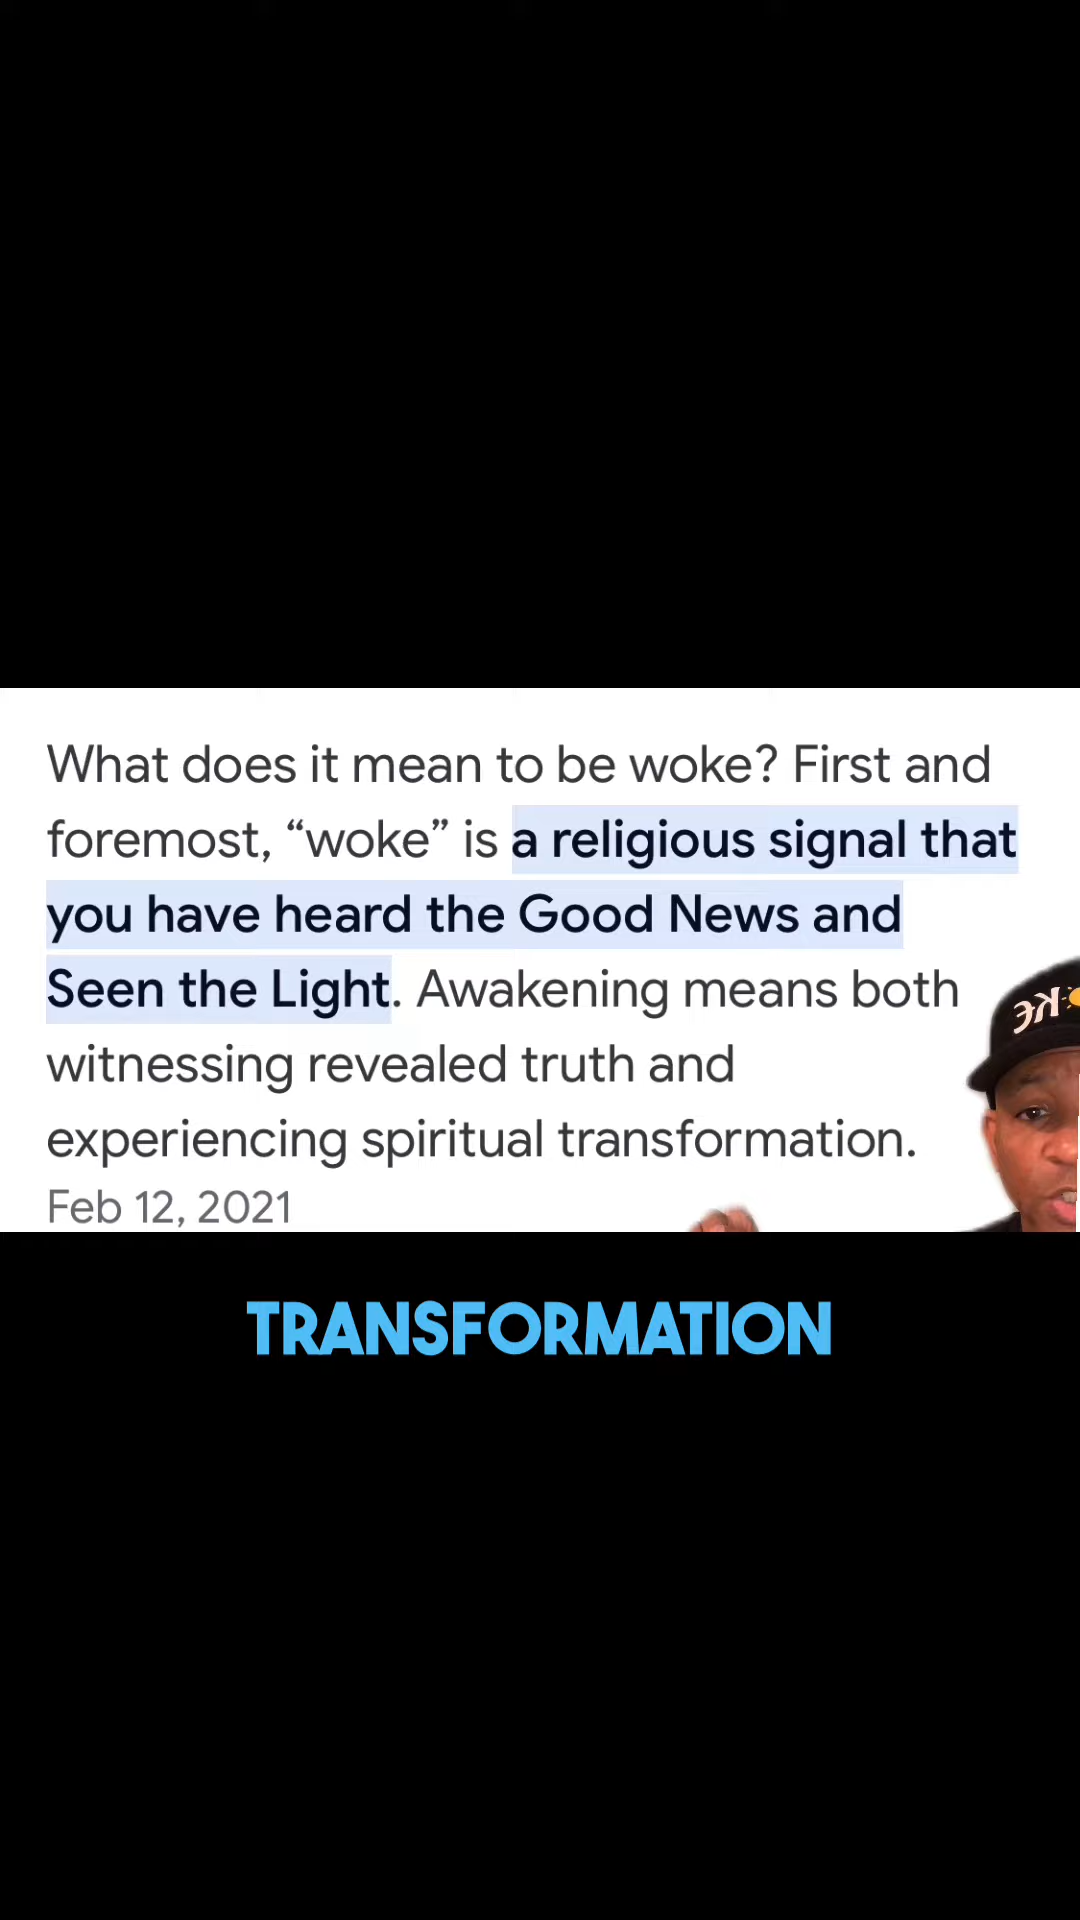 What does it mean to be woke? First and
foremost, “woke” is a religious signal that
you have heard the Good News and
Seen the Light. Awakening means both
witnessing revealed truth and
experiencing spiritual transformation.
Feb 12, 2021
TRANSFORMATION